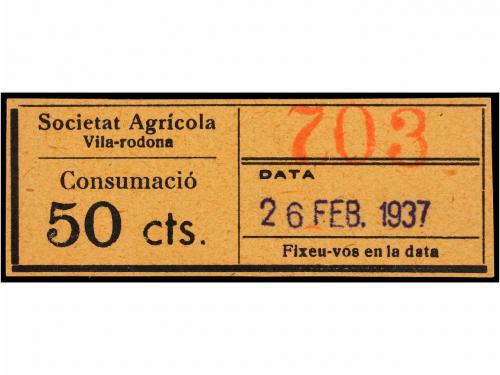 Societat Agrícola
Vila-rodona
Consumació
50 cts.
703
DATA
26 FEB. 1937
Fixeu-vos en la data